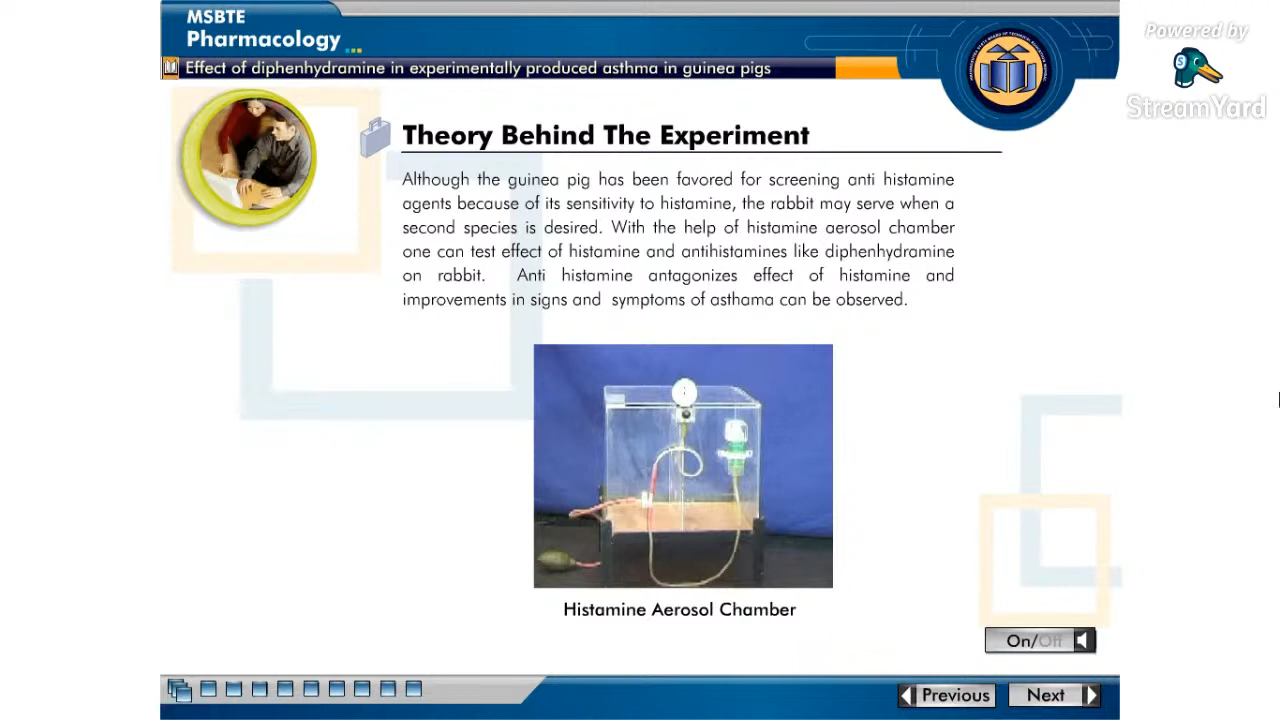 MSBTE
Pharmacology
Effect of diphenhydramine in experimentally produced asthma in guinea pigs
Powered by
StreamYard
Theory Behind The Experiment
Although the guinea pig has been favored for screening anti histamine
agents because of its sensitivity to histamine, the rabbit may serve when a
second species is desired. With the help of histamine aerosol chamber
one can test effect of histamine and antihistamines like diphenhydramine
on rabbit. Anti histamine antagonizes effect of histamine and
improvements in signs and symptoms of asthama can be observed.
Histamine Aerosol Chamber
On/Off
Previous
Next